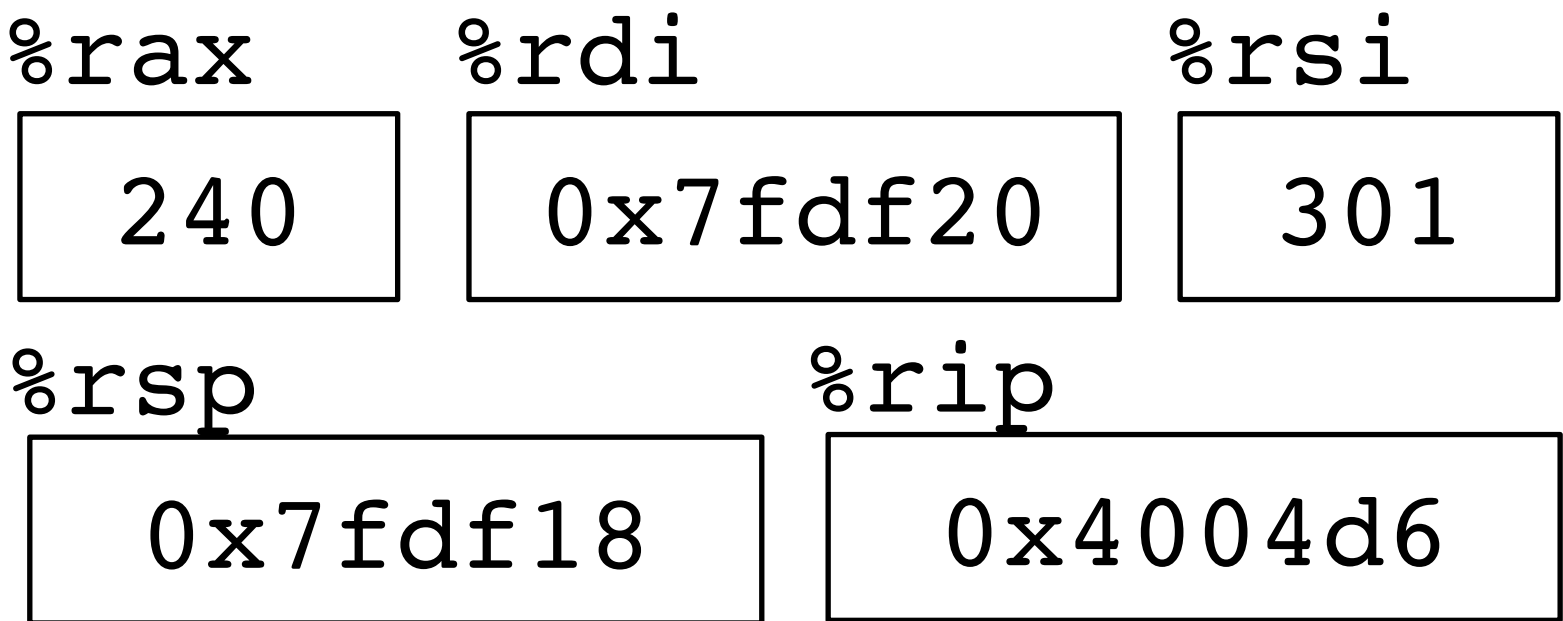 %rax %rdi %rsi
240 0x7fdf20 301
%rsp %rip
0x7fdf18 0x4004d6